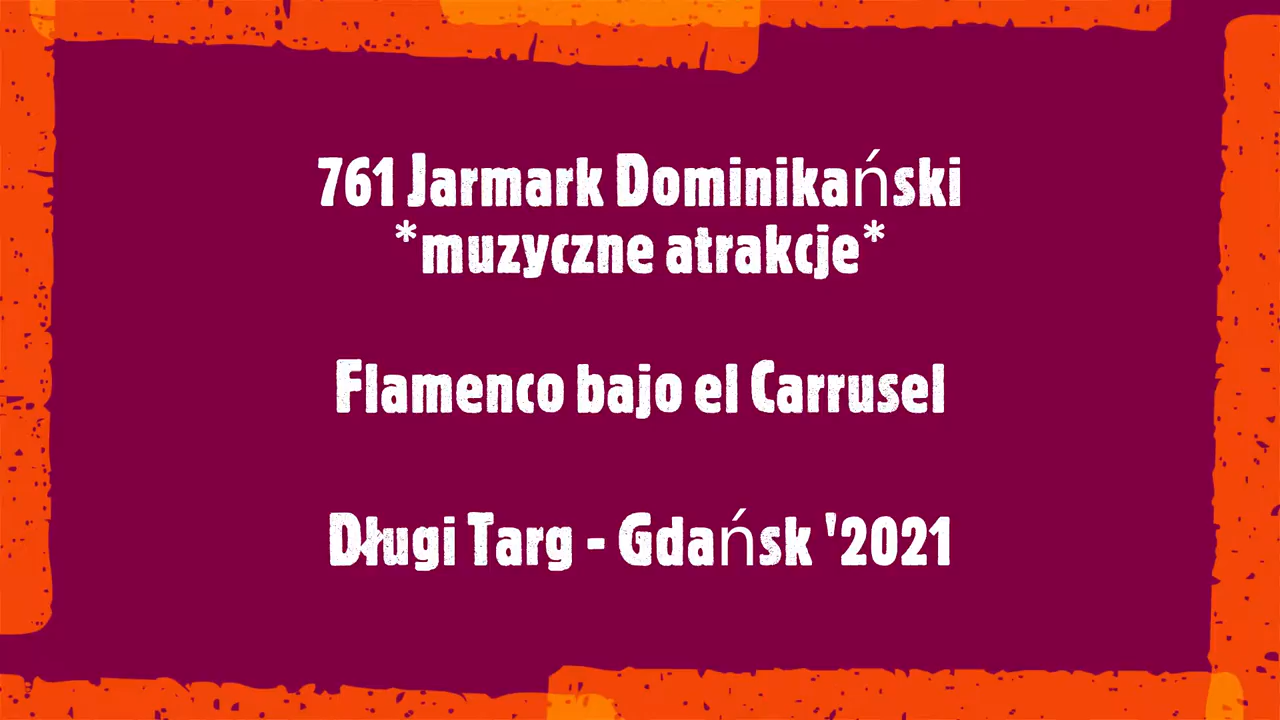 761 Jarmark Dominikański
*muzyczne atrakcje*
Flamenco bajo el Carrusel
Długi Targ - Gdańsk '2021